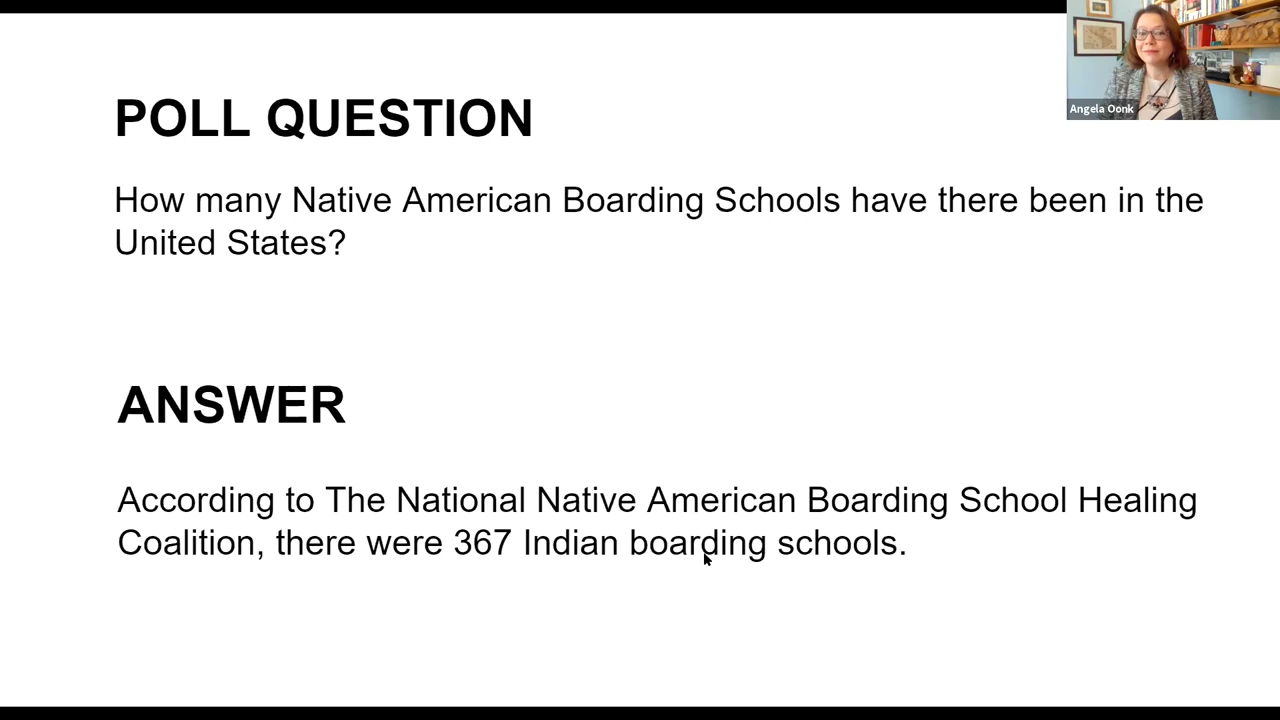 Angela Oonk
POLL QUESTION
How many Native American Boarding Schools have there been in the
United States?
ANSWER
According to The National Native American Boarding School Healing
Coalition, there were 367 Indian boarding schools.